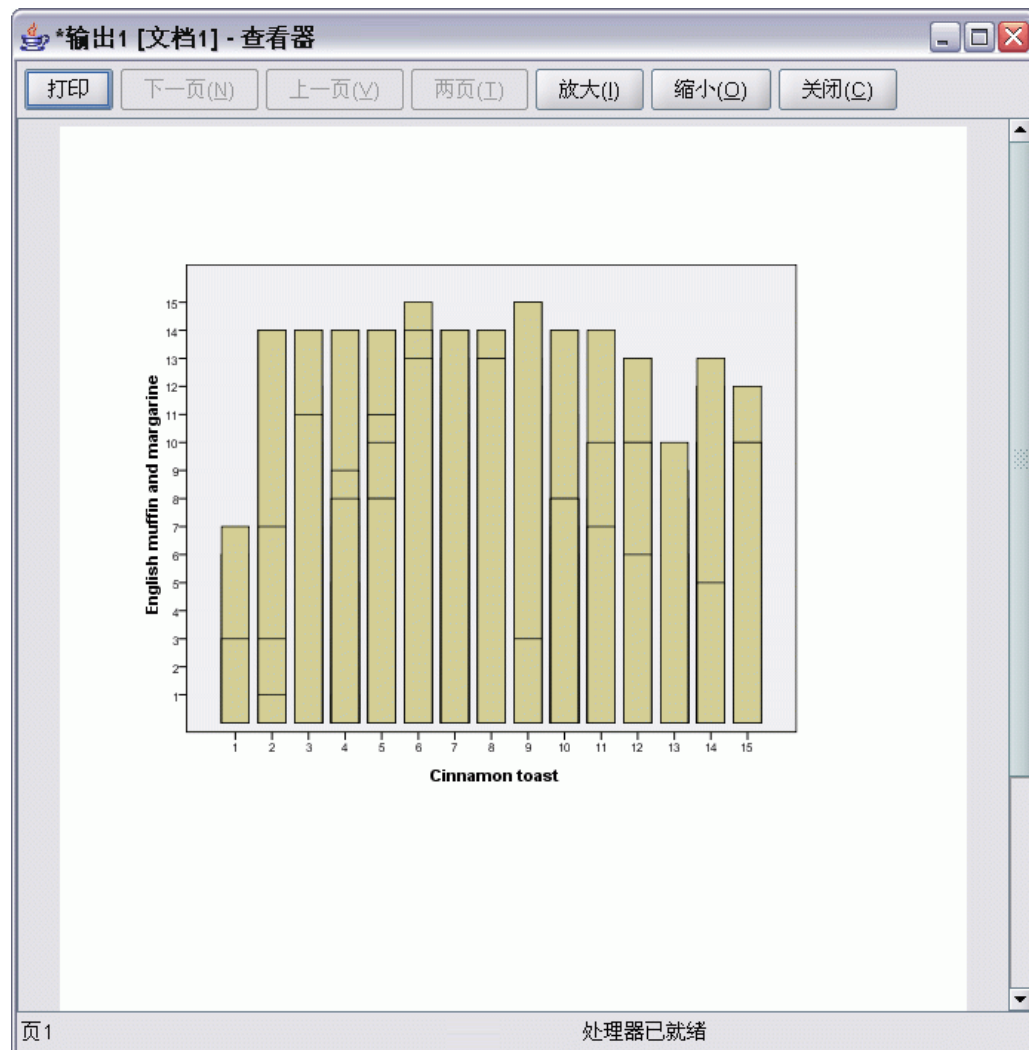 *输出1 [文档1] - 查看器
打印 下一页(N) 上一页(V) 两页(T) 放大(I) 缩小(O) 关闭(C)
15
14
13
12
11
10
9
8
7
6
5
4
3
2
1
English muffin and margarine
1 2 3 4 5 6 7 8 9 10 11 12 13 14 15
Cinnamon toast
页1 处理器已就绪